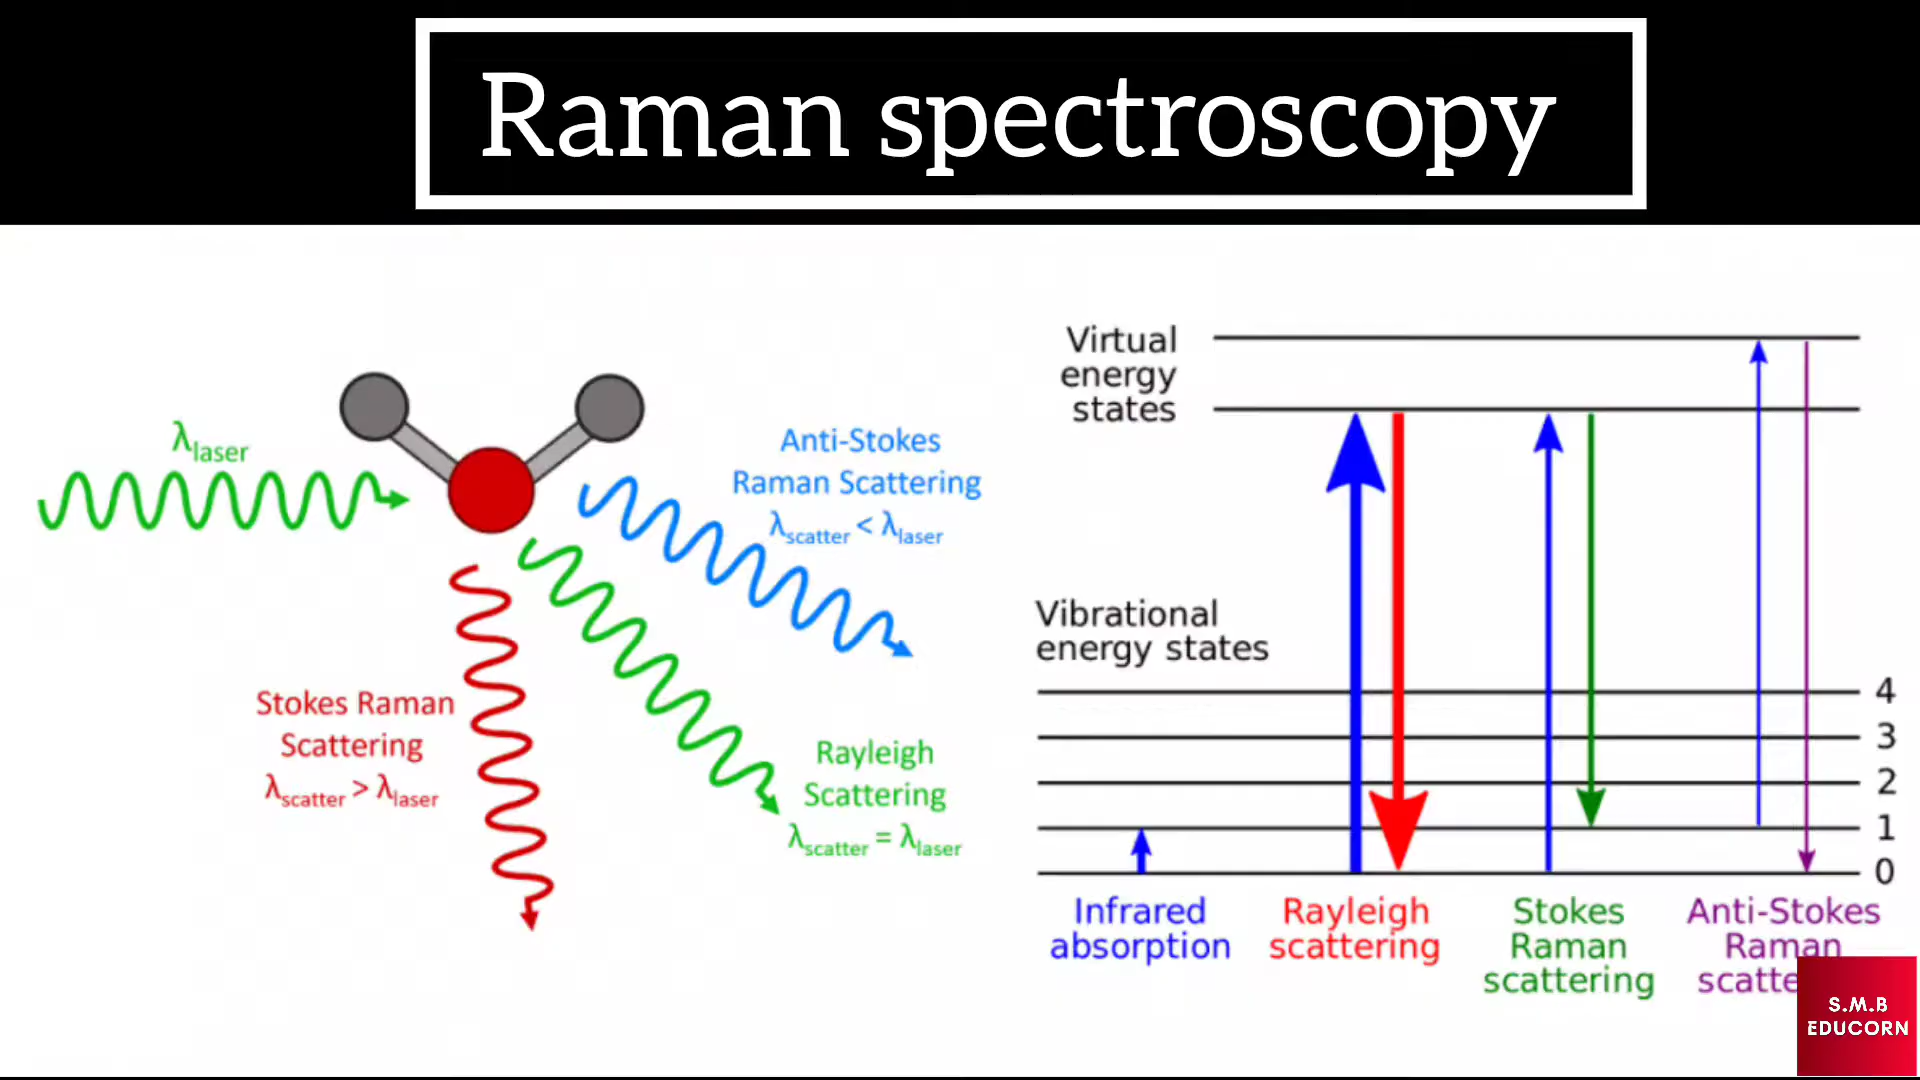 Raman spectroscopy
λlaser
Anti-Stokes
Raman Scattering
λscatter < λlaser
Stokes Raman
Scattering
λscatter > λlaser
Rayleigh
Scattering
λscatter = λlaser
Virtual
energy
states
Vibrational
energy states
4
3
2
1
0
Infrared
absorption
Rayleigh
scattering
Stokes
Raman
scattering
Anti-Stokes
Raman
scatte
S.M.B
EDUCORN